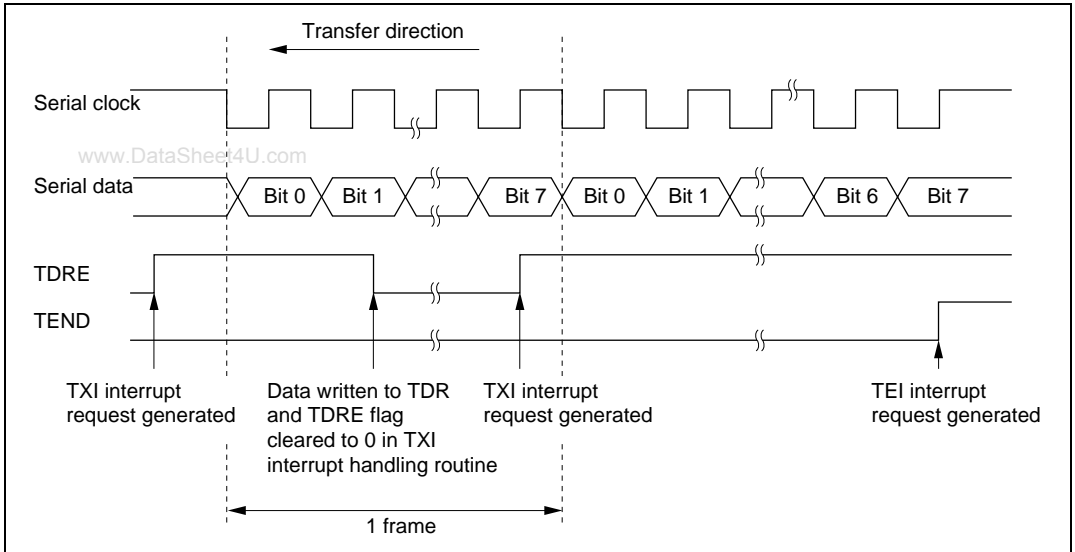 Transfer direction
Serial clock
www.DataSheet4U.com
Serial data
Bit 0 Bit 1 Bit 7 Bit 0 Bit 1 Bit 6 Bit 7
TDRE
TEND
TXI interrupt
request generated
Data written to TDR
and TDRE flag
cleared to 0 in TXI
interrupt handling routine
TXI interrupt
request generated
TEI interrupt
request generated
1 frame